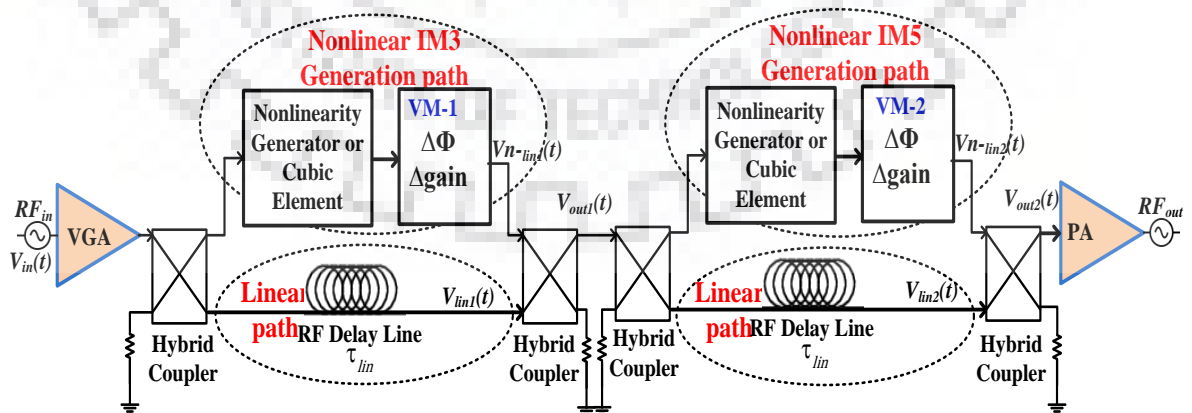 Nonlinear IM3
Generation path
Nonlinearity
Generator or
Cubic
Element
VM-1
ΔΦ
Δgain
Vn-lin1(t)
Nonlinear IM5
Generation path
Nonlinearity
Generator or
Cubic
Element
VM-2
ΔΦ
Δgain
Vn-lin2(t)
RFin
Vin(t)
VGA
Vout1(t)
Vout2(t)
PA
RFout
Linear
path
Vlin1(t)
RF Delay Line
τlin
Hybrid
Coupler
Hybrid
Coupler
Hybrid
Coupler
Linear
path
Vlin2(t)
RF Delay Line
τlin
Hybrid
Coupler